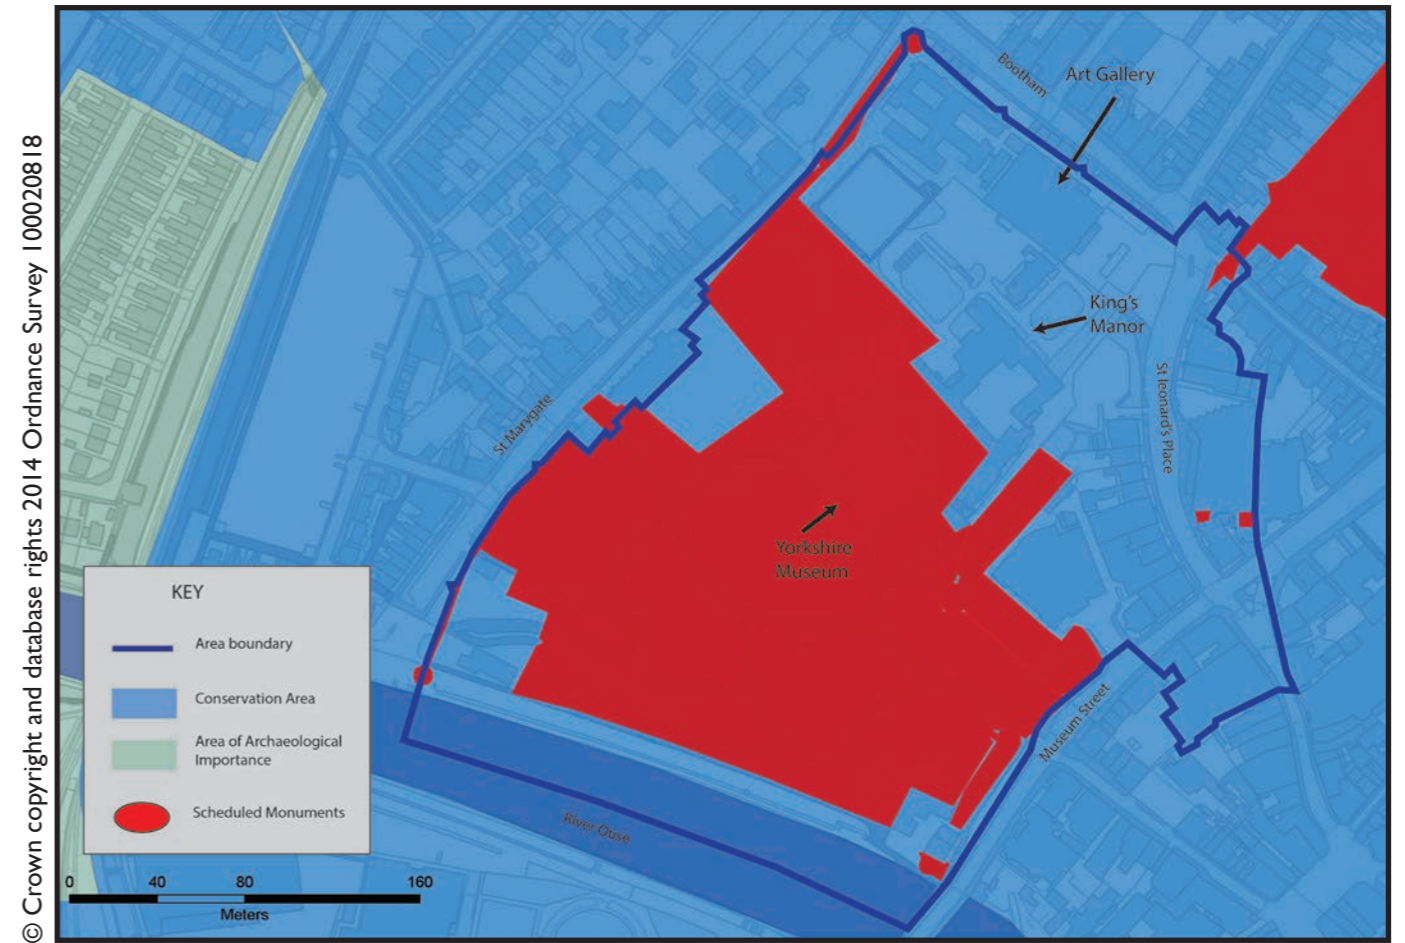 © Crown copyright and database rights 2014 Ordnance Survey 100020818
Bootham
Art Gallery
King's
Manor
St leonard's Place
St Marygate
Yorkshire
Museum
Museum Street
River Ouse
KEY
Area boundary
Conservation Area
Area of Archaeological
Importance
Scheduled Monuments
0 40 80 160
Meters